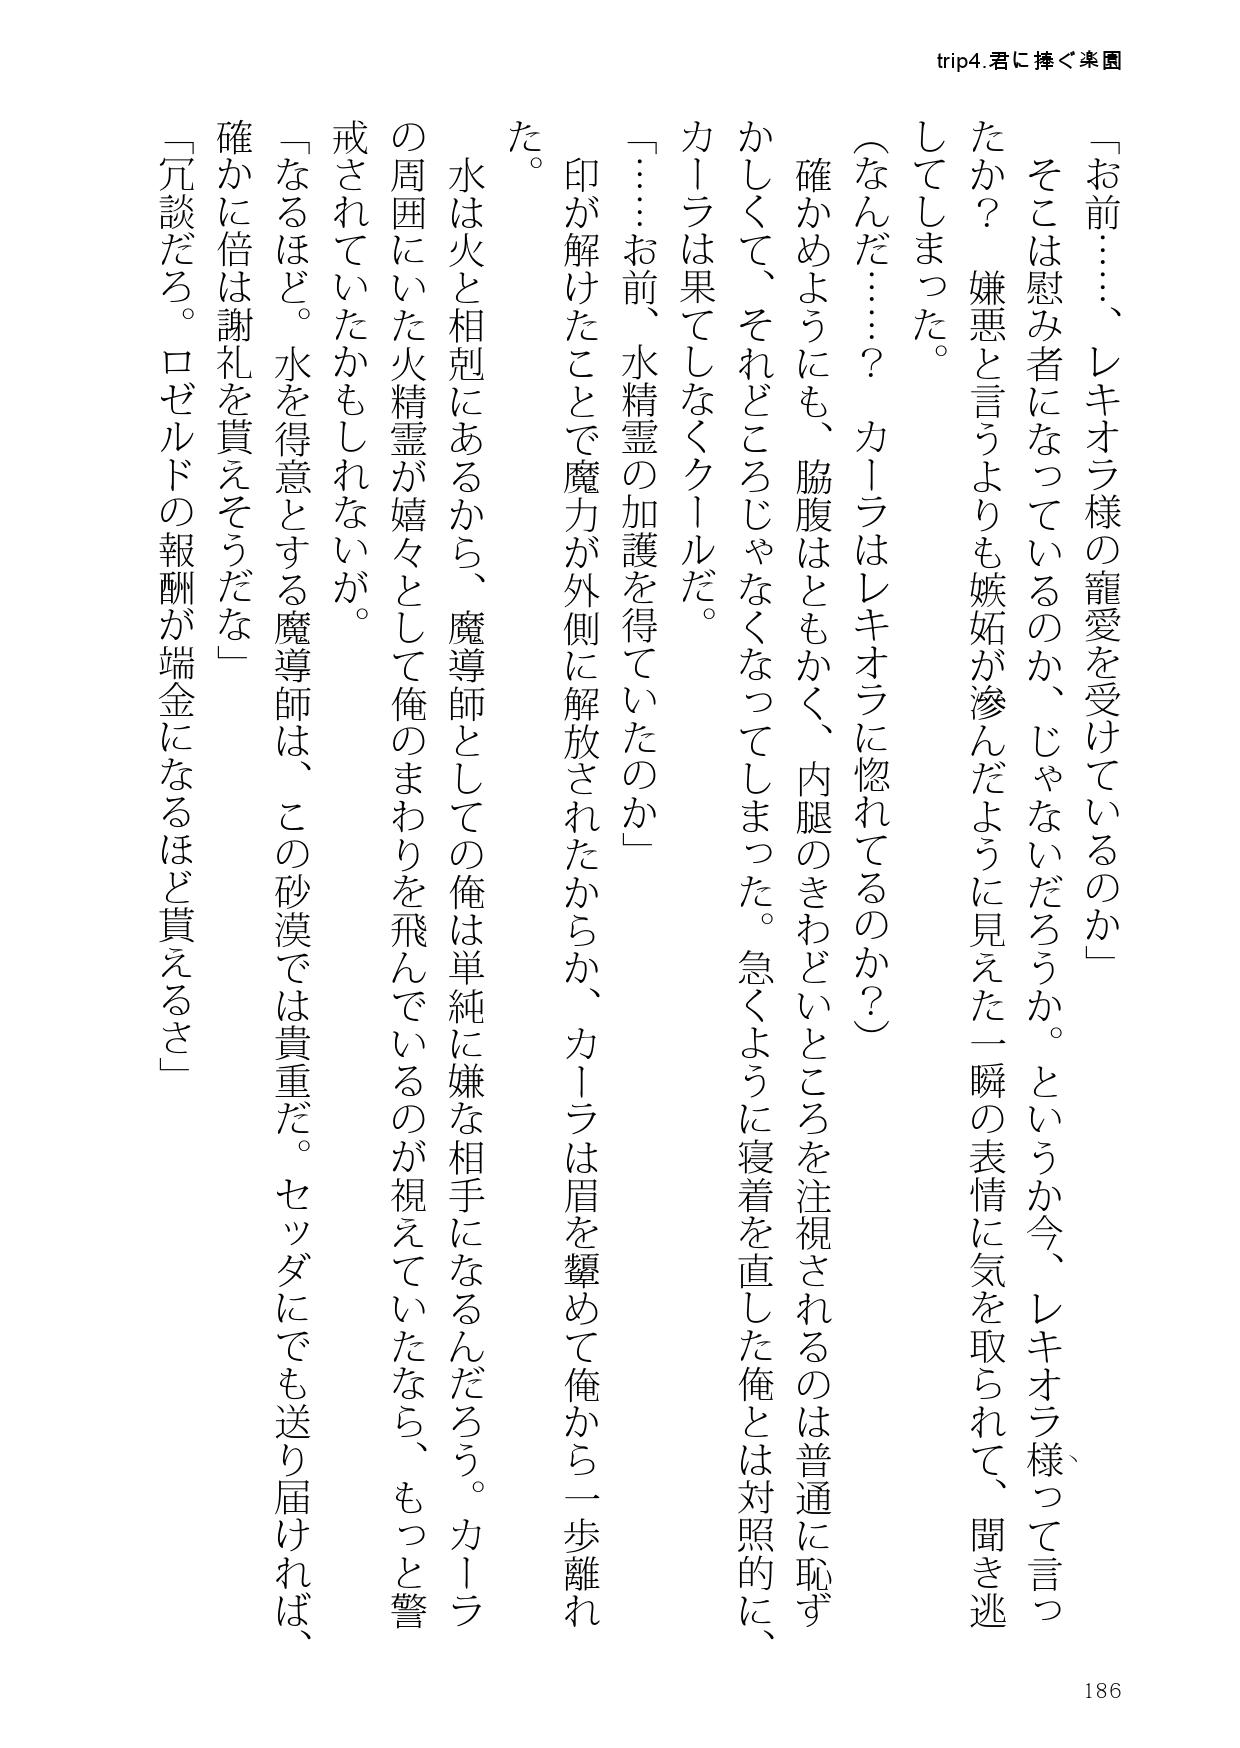 trip4.君に捧ぐ楽園
「お前……、レキオラ様の寵愛を受けているのか」
　そこは慰み者になっているのか、じゃないだろうか。というか今、レキオラ様って言っ
たか？　嫌悪と言うよりも嫉妬が滲んだように見えた一瞬の表情に気を取られて、聞き逃
してしまった。
（なんだ……？　カーラはレキオラに惚れてるのか？）
　確かめようにも、脇腹はともかく、内腿のきわどいところを注視されるのは普通に恥ず
かしくて、それどころじゃなくなってしまった。急くように寝着を直した俺とは対照的に、
カーラは果てしなくクールだ。
「……お前、水精霊の加護を得ていたのか」
　印が解けたことで魔力が外側に解放されたからか、カーラは眉を顰めて俺から一歩離れ
た。
　水は火と相剋にあるから、魔導師としての俺は単純に嫌な相手になるんだろう。カーラ
の周囲にいた火精霊が嬉々として俺のまわりを飛んでいるのが視えていたなら、もっと警
戒されていたかもしれないが。
「なるほど。水を得意とする魔導師は、この砂漠では貴重だ。セッダにでも送り届ければ、
確かに倍は謝礼を貰えそうだな」
「冗談だろ。ロゼルドの報酬が端金になるほど貰えるさ」
186